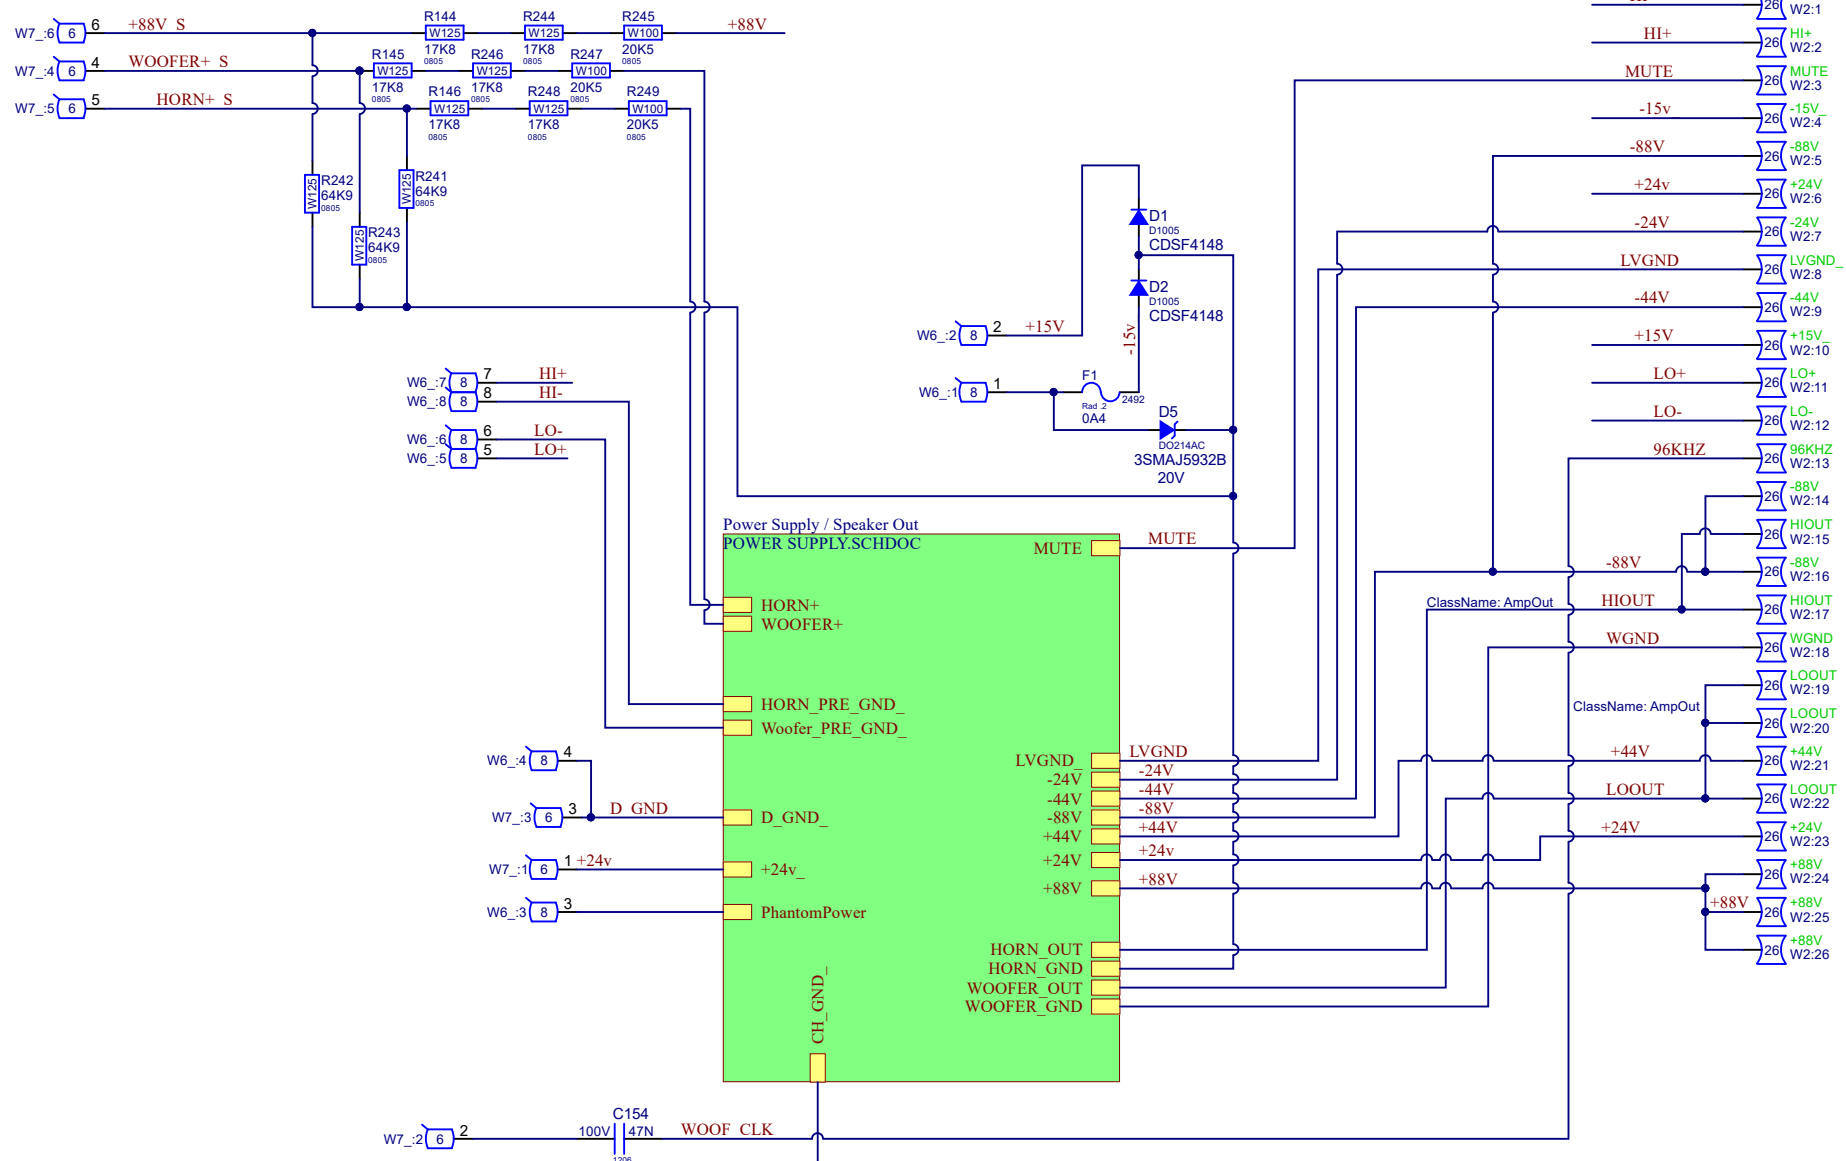 W7_:6 6 6 +88V_S
R144 W125 17K8 0805
R244 W125 17K8 0805
R245 W100 20K5 0805
+88V
W7_:4 6 4 WOOFER+_S
R145 W125 17K8 0805
R246 W125 17K8 0805
R247 W100 20K5 0805
W7_:5 6 5 HORN+_S
R146 W125 17K8 0805
R248 W125 17K8 0805
R249 W100 20K5 0805
W125 R242 64K9 0805
W125 R241 64K9 0805
W125 R243 64K9 0805
D1
D1005
CDSF4148
D2
D1005
CDSF4148
W6_:2 8 2 +15V
-15v
W6_:1 8 1
F1
Rad .2
0A4
2492
D5
DO214AC
3SMAJ5932B
20V
W6_:7 8 7 HI+
W6_:8 8 8 HI-
W6_:6 8 6 LO-
W6_:5 8 5 LO+
Power Supply / Speaker Out
POWER SUPPLY.SCHDOC
HORN+
WOOFER+
HORN_PRE_GND_
Woofer_PRE_GND_
W6_:4 8 4
W7_:3 6 3 D_GND
D_GND_
W7_:1 6 1 +24v
+24v_
W6_:3 8 3
PhantomPower
CH_GND_
MUTE MUTE
LVGND_ LVGND
-24V -24V
-44V -44V
-88V -88V
+44V +44V
+24V +24v
+88V +88V
HORN_OUT
HORN_GND
WOOFER_OUT
WOOFER_GND
W7_:2 6 2
C154
100V 47N
1206
WOOF_CLK
26 W2:1
HI+ 26 HI+ W2:2
MUTE 26 MUTE W2:3
-15v 26 -15V_ W2:4
-88V 26 -88V W2:5
+24v 26 +24V W2:6
-24V 26 -24V W2:7
LVGND 26 LVGND_ W2:8
-44V 26 -44V W2:9
+15V 26 +15V_ W2:10
LO+ 26 LO+ W2:11
LO- 26 LO- W2:12
96KHZ 26 96KHZ W2:13
26 -88V W2:14
26 HIOUT W2:15
-88V 26 -88V W2:16
ClassName: AmpOut
HIOUT 26 HIOUT W2:17
WGND 26 WGND W2:18
26 LOOUT W2:19
ClassName: AmpOut
26 LOOUT W2:20
+44V 26 +44V W2:21
LOOUT 26 LOOUT W2:22
+24V 26 +24V W2:23
26 +88V W2:24
+88V 26 +88V W2:25
26 +88V W2:26